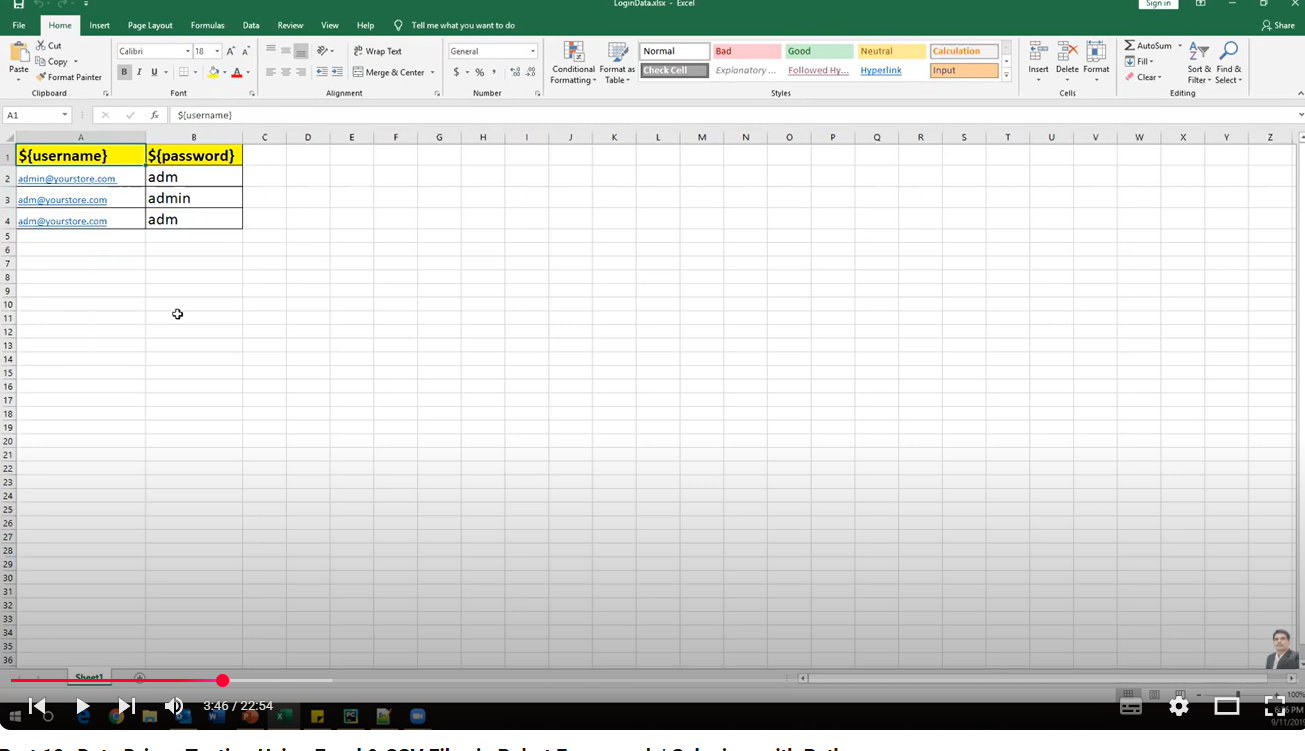 LoginData.xlsx - Excel
Sign in
File Home Insert Page Layout Formulas Data Review View Help Tell me what you want to do
Share
Paste
Cut
Copy
Format Painter
Clipboard
Calibri 18 A A
B I U A
Font
Wrap Text
Merge & Center
Alignment
General
$ % ,
Number
Conditional Formatting
Format as Table
Normal Bad Good Neutral Calculation
Check Cell Explanatory ... Followed Hy... Hyperlink Input
Styles
Insert Delete Format
Cells
AutoSum
Fill
Clear
Sort & Filter
Find & Select
Editing
A1 fx ${username}
A B C D E F G H I J K L M N O P Q R S T U V W X Y Z
1 ${username} ${password}
2 admin@yourstore.com adm
3 adm@yourstore.com admin
4 adm@yourstore.com adm
5
6
7
8
9
10
11
12
13
14
15
16
17
18
19
20
21
22
23
24
25
26
27
28
29
30
31
32
33
34
35
36
Sheet1
100%
3:46 / 22:54